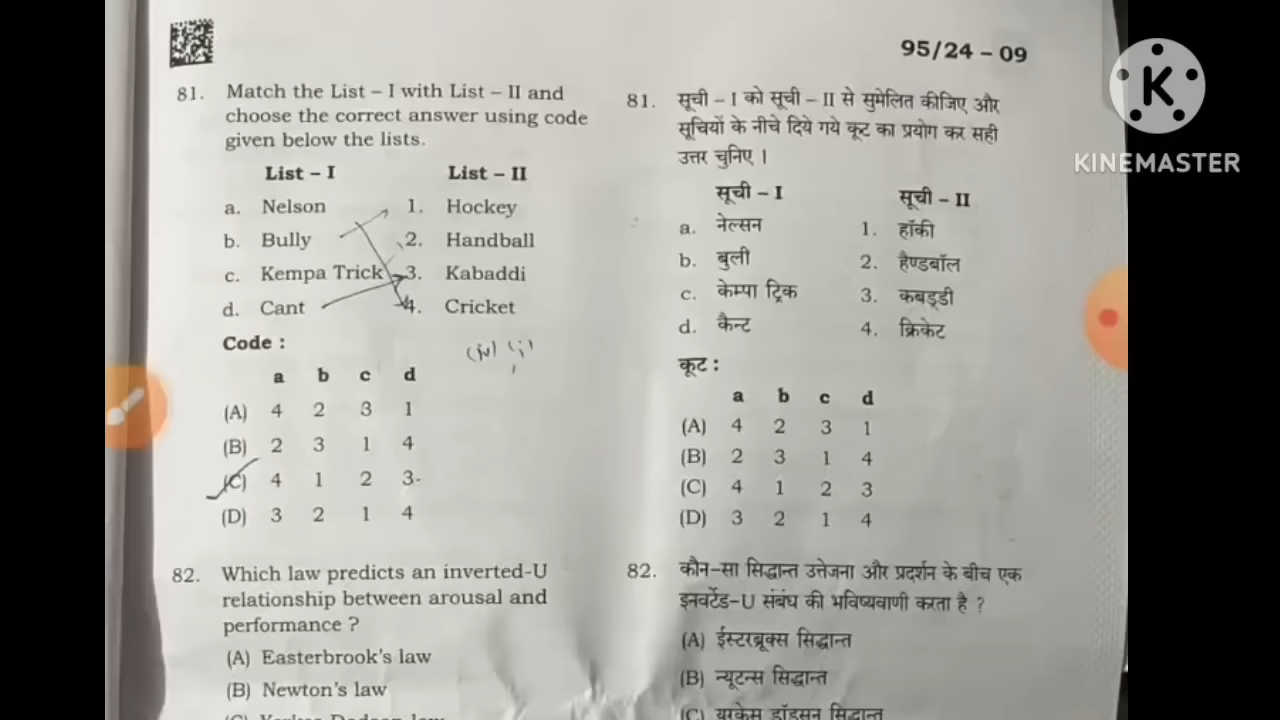 95/24 – 09
81. Match the List – I with List – II and
choose the correct answer using code
given below the lists.
List – I List – II
a. Nelson 1. Hockey
b. Bully 2. Handball
c. Kempa Trick 3. Kabaddi
d. Cant 4. Cricket
Code :
a b c d
(A) 4 2 3 1
(B) 2 3 1 4
(C) 4 1 2 3
(D) 3 2 1 4
82. Which law predicts an inverted-U
relationship between arousal and
performance ?
(A) Easterbrook's law
(B) Newton's law
(C) Yerkes Dodson law
81. सूची – I को सूची – II से सुमेलित कीजिए और
सूचियों के नीचे दिये गये कूट का प्रयोग कर सही
उत्तर चुनिए ।
सूची – I सूची – II
a. नेल्सन 1. हॉकी
b. बुली 2. हैण्डबॉल
c. केम्पा ट्रिक 3. कबड्डी
d. कैन्ट 4. क्रिकेट
कूट :
a b c d
(A) 4 2 3 1
(B) 2 3 1 4
(C) 4 1 2 3
(D) 3 2 1 4
82. कौन-सा सिद्धान्त उत्तेजना और प्रदर्शन के बीच एक
इनवर्टेड-U संबंध की भविष्यवाणी करता है ?
(A) ईस्टरब्रूक्स सिद्धान्त
(B) न्यूटन्स सिद्धान्त
(C) यरकेस डॉडसन सिद्धान्त
K
KINEMASTER